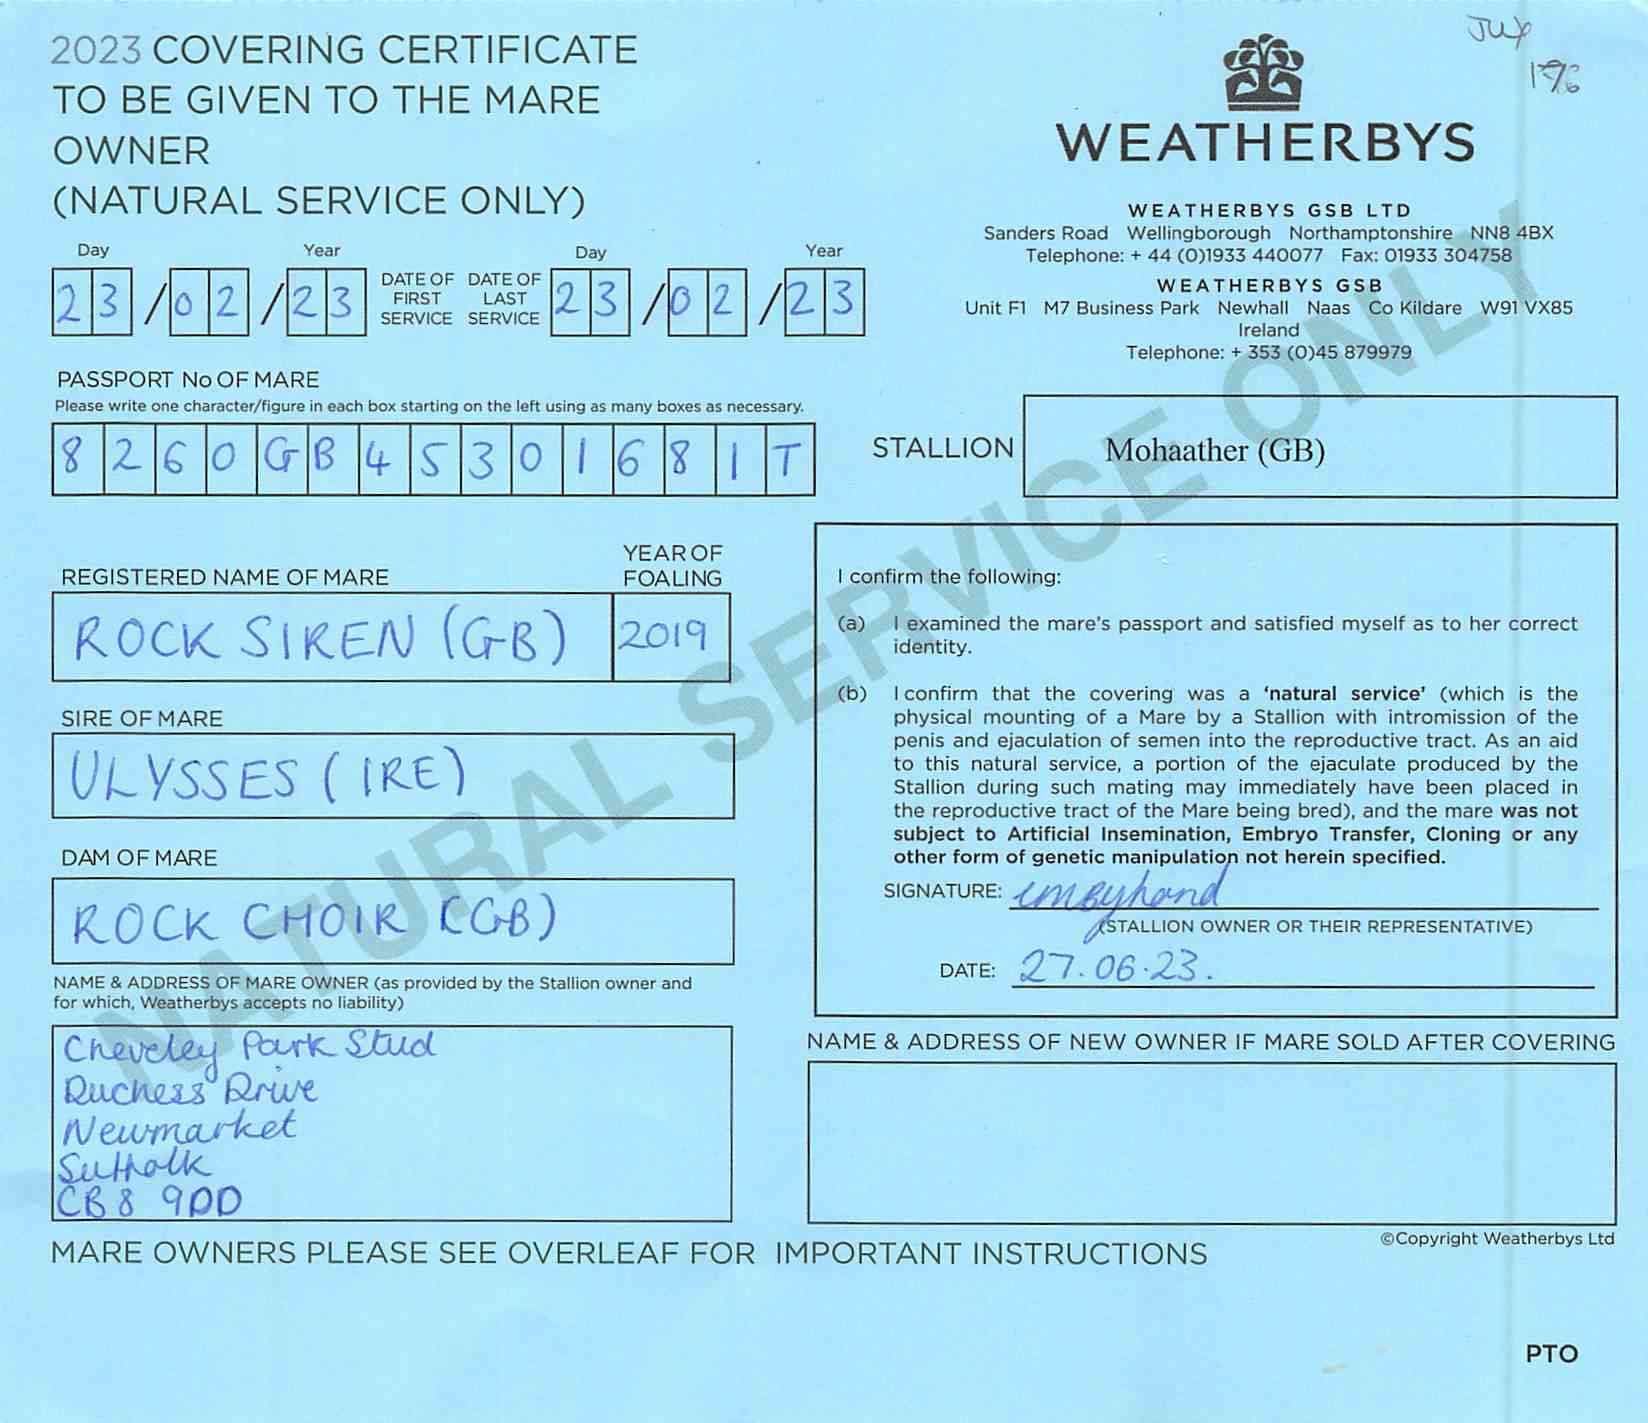 2023 COVERING CERTIFICATE
TO BE GIVEN TO THE MARE
OWNER
(NATURAL SERVICE ONLY)
WEATHERBYS
WEATHERBYS GSB LTD
Sanders Road Wellingborough Northamptonshire NN8 4BX
Telephone: + 44 (0)1933 440077 Fax: 01933 304758
WEATHERBYS GSB
Unit F1 M7 Business Park Newhall Naas Co Kildare W91 VX85
Ireland
Telephone: + 353 (0)45 879979
Day Year
23/02/23
DATE OF
FIRST
SERVICE
DATE OF
LAST
SERVICE
Day Year
23/02/23
PASSPORT No OF MARE
Please write one character/figure in each box starting on the left using as many boxes as necessary.
8260GB45301681T
STALLION
Mohaather (GB)
REGISTERED NAME OF MARE
ROCK SIREN (GB)
YEAR OF
FOALING
2019
SIRE OF MARE
ULYSSES (IRE)
DAM OF MARE
ROCK CHOIR (GB)
NAME & ADDRESS OF MARE OWNER (as provided by the Stallion owner and
for which, Weatherbys accepts no liability)
Cheveley Park Stud
Duchess Drive
Newmarket
Suffolk
CB8 9DD
I confirm the following:
(a) I examined the mare's passport and satisfied myself as to her correct
identity.
(b) I confirm that the covering was a 'natural service' (which is the
physical mounting of a Mare by a Stallion with intromission of the
penis and ejaculation of semen into the reproductive tract. As an aid
to this natural service, a portion of the ejaculate produced by the
Stallion during such mating may immediately have been placed in
the reproductive tract of the Mare being bred), and the mare was not
subject to Artificial Insemination, Embryo Transfer, Cloning or any
other form of genetic manipulation not herein specified.
SIGNATURE:
(STALLION OWNER OR THEIR REPRESENTATIVE)
DATE: 27.06.23.
NAME & ADDRESS OF NEW OWNER IF MARE SOLD AFTER COVERING
©Copyright Weatherbys Ltd
MARE OWNERS PLEASE SEE OVERLEAF FOR IMPORTANT INSTRUCTIONS
PTO
NATURAL SERVICE ONLY